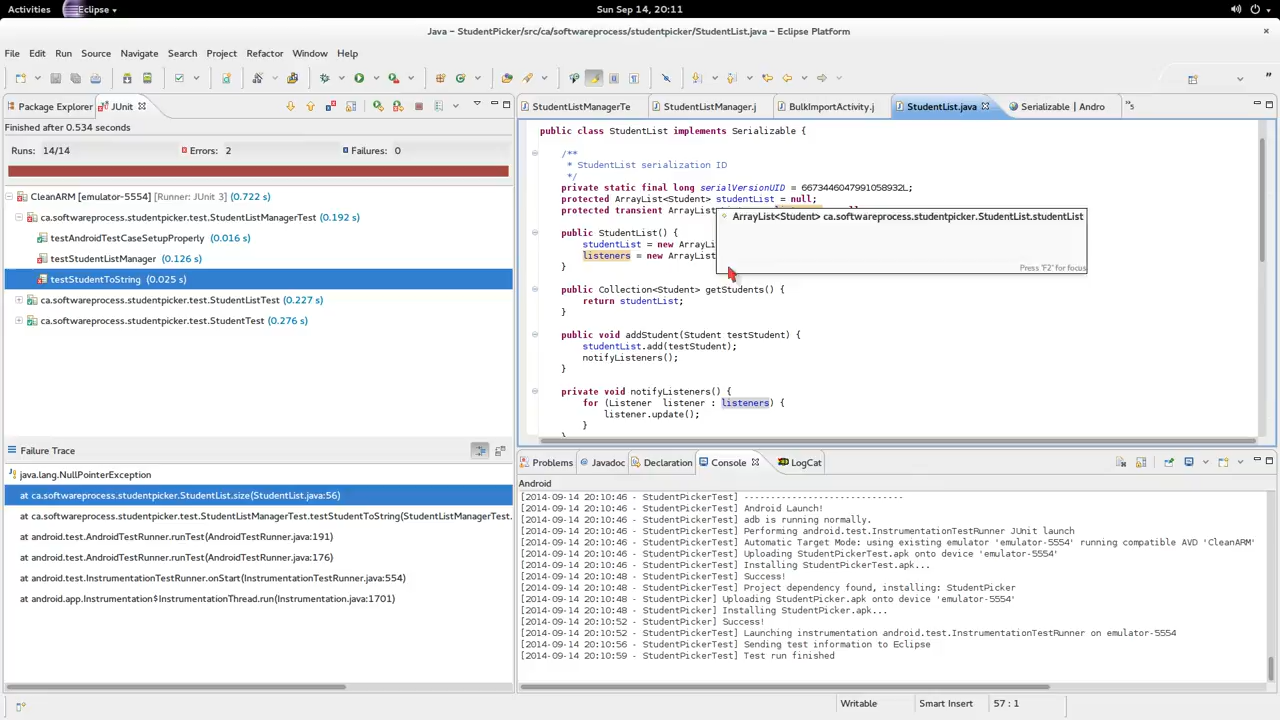 Activities Eclipse Sun Sep 14, 20:11
Java – StudentPicker/src/ca/softwareprocess/studentpicker/StudentList.java – Eclipse Platform
File Edit Run Source Navigate Search Project Refactor Window Help
Package Explorer JUnit
Finished after 0.534 seconds
Runs: 14/14 Errors: 2 Failures: 0
CleanARM [emulator-5554] [Runner: JUnit 3] (0.722 s)
ca.softwareprocess.studentpicker.test.StudentListManagerTest (0.192 s)
testAndroidTestCaseSetupProperly (0.016 s)
testStudentListManager (0.126 s)
testStudentToString (0.025 s)
ca.softwareprocess.studentpicker.test.StudentListTest (0.227 s)
ca.softwareprocess.studentpicker.test.StudentTest (0.276 s)
Failure Trace
java.lang.NullPointerException
at ca.softwareprocess.studentpicker.StudentList.size(StudentList.java:56)
at ca.softwareprocess.studentpicker.test.StudentListManagerTest.testStudentToString(StudentListManagerTest.
at android.test.AndroidTestRunner.runTest(AndroidTestRunner.java:191)
at android.test.AndroidTestRunner.runTest(AndroidTestRunner.java:176)
at android.test.InstrumentationTestRunner.onStart(InstrumentationTestRunner.java:554)
at android.app.Instrumentation$InstrumentationThread.run(Instrumentation.java:1701)
StudentListManagerTe StudentListManager.j BulkImportActivity.j StudentList.java Serializable | Andro »5
public class StudentList implements Serializable {
/**
* StudentList serialization ID
*/
private static final long serialVersionUID = 6673446047991058932L;
protected ArrayList<Student> studentList = null;
protected transient ArrayL
ArrayList<Student> ca.softwareprocess.studentpicker.StudentList.studentList
Press 'F2' for focus
public StudentList() {
studentList = new ArrayLi
listeners = new ArrayList
}
public Collection<Student> getStudents() {
return studentList;
}
public void addStudent(Student testStudent) {
studentList.add(testStudent);
notifyListeners();
}
private void notifyListeners() {
for (Listener listener : listeners) {
listener.update();
}
Problems Javadoc Declaration Console LogCat
Android
[2014-09-14 20:10:46 - StudentPickerTest] ------------------------------
[2014-09-14 20:10:46 - StudentPickerTest] Android Launch!
[2014-09-14 20:10:46 - StudentPickerTest] adb is running normally.
[2014-09-14 20:10:46 - StudentPickerTest] Performing android.test.InstrumentationTestRunner JUnit launch
[2014-09-14 20:10:46 - StudentPickerTest] Automatic Target Mode: using existing emulator 'emulator-5554' running compatible AVD 'CleanARM'
[2014-09-14 20:10:46 - StudentPickerTest] Uploading StudentPickerTest.apk onto device 'emulator-5554'
[2014-09-14 20:10:46 - StudentPickerTest] Installing StudentPickerTest.apk...
[2014-09-14 20:10:48 - StudentPickerTest] Success!
[2014-09-14 20:10:48 - StudentPickerTest] Project dependency found, installing: StudentPicker
[2014-09-14 20:10:48 - StudentPicker] Uploading StudentPicker.apk onto device 'emulator-5554'
[2014-09-14 20:10:48 - StudentPicker] Installing StudentPicker.apk...
[2014-09-14 20:10:52 - StudentPicker] Success!
[2014-09-14 20:10:52 - StudentPickerTest] Launching instrumentation android.test.InstrumentationTestRunner on emulator-5554
[2014-09-14 20:10:56 - StudentPickerTest] Sending test information to Eclipse
[2014-09-14 20:10:59 - StudentPickerTest] Test run finished
Writable Smart Insert 57 : 1